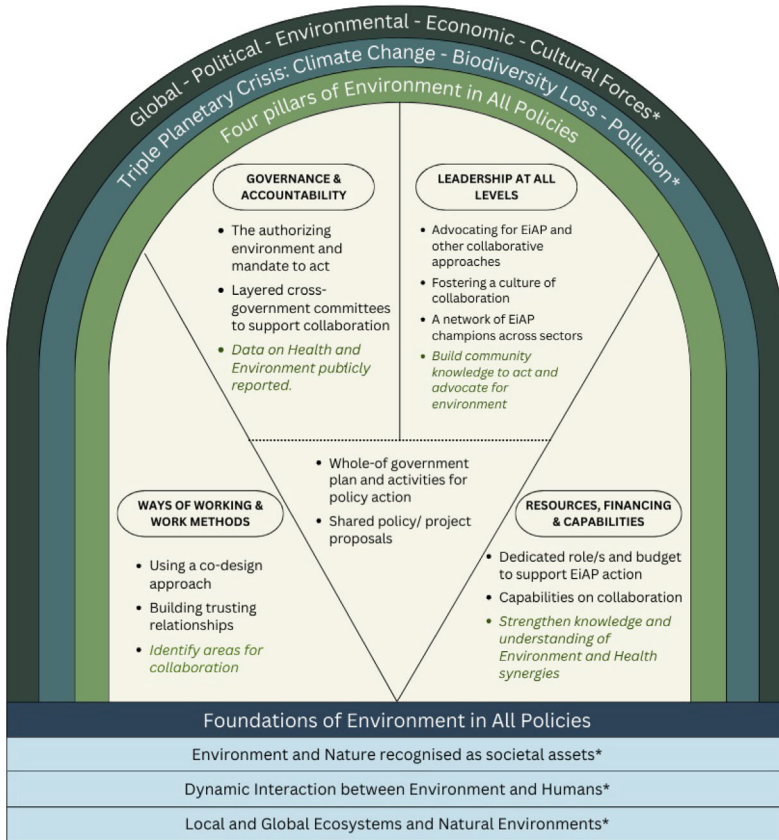 Global - Political - Environmental - Economic - Cultural Forces*
Triple Planetary Crisis: Climate Change - Biodiversity Loss - Pollution*
Four pillars of Environment in All Policies
GOVERNANCE &
ACCOUNTABILITY
• The authorizing
environment and
mandate to act
• Layered cross-
government committees
to support collaboration
• Data on Health and
Environment publicly
reported.
LEADERSHIP AT ALL
LEVELS
• Advocating for EiAP and
other collaborative
approaches
• Fostering a culture of
collaboration
• A network of EiAP
champions across sectors
• Build community
knowledge to act and
advocate for
environment
• Whole-of government
plan and activities for
policy action
• Shared policy/ project
proposals
WAYS OF WORKING &
WORK METHODS
• Using a co-design
approach
• Building trusting
relationships
• Identify areas for
collaboration
RESOURCES, FINANCING
& CAPABILITIES
• Dedicated role/s and budget
to support EiAP action
• Capabilities on collaboration
• Strengthen knowledge and
understanding of
Environment and Health
synergies
Foundations of Environment in All Policies
Environment and Nature recognised as societal assets*
Dynamic Interaction between Environment and Humans*
Local and Global Ecosystems and Natural Environments*